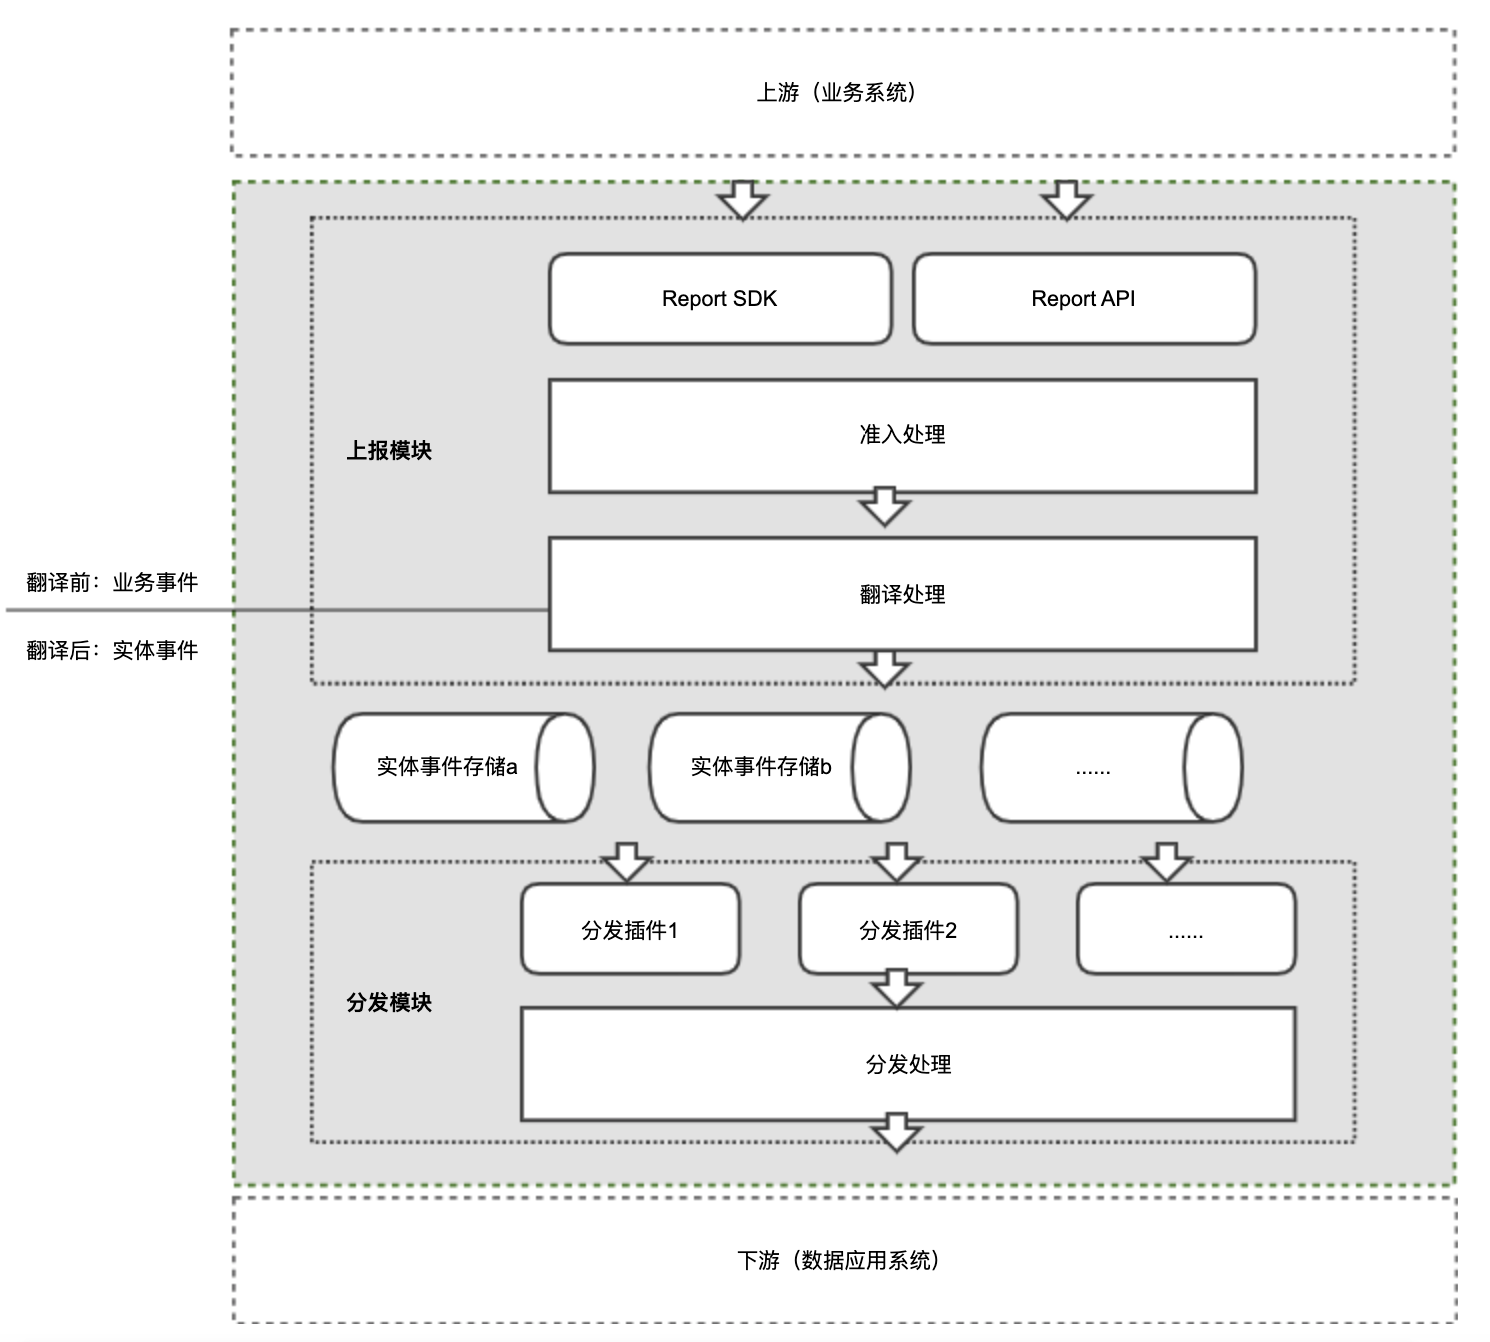 上游（业务系统）
Report SDK
Report API
准入处理
上报模块
翻译前：业务事件
翻译处理
翻译后：实体事件
实体事件存储a
实体事件存储b
......
分发插件1
分发插件2
......
分发模块
分发处理
下游（数据应用系统）